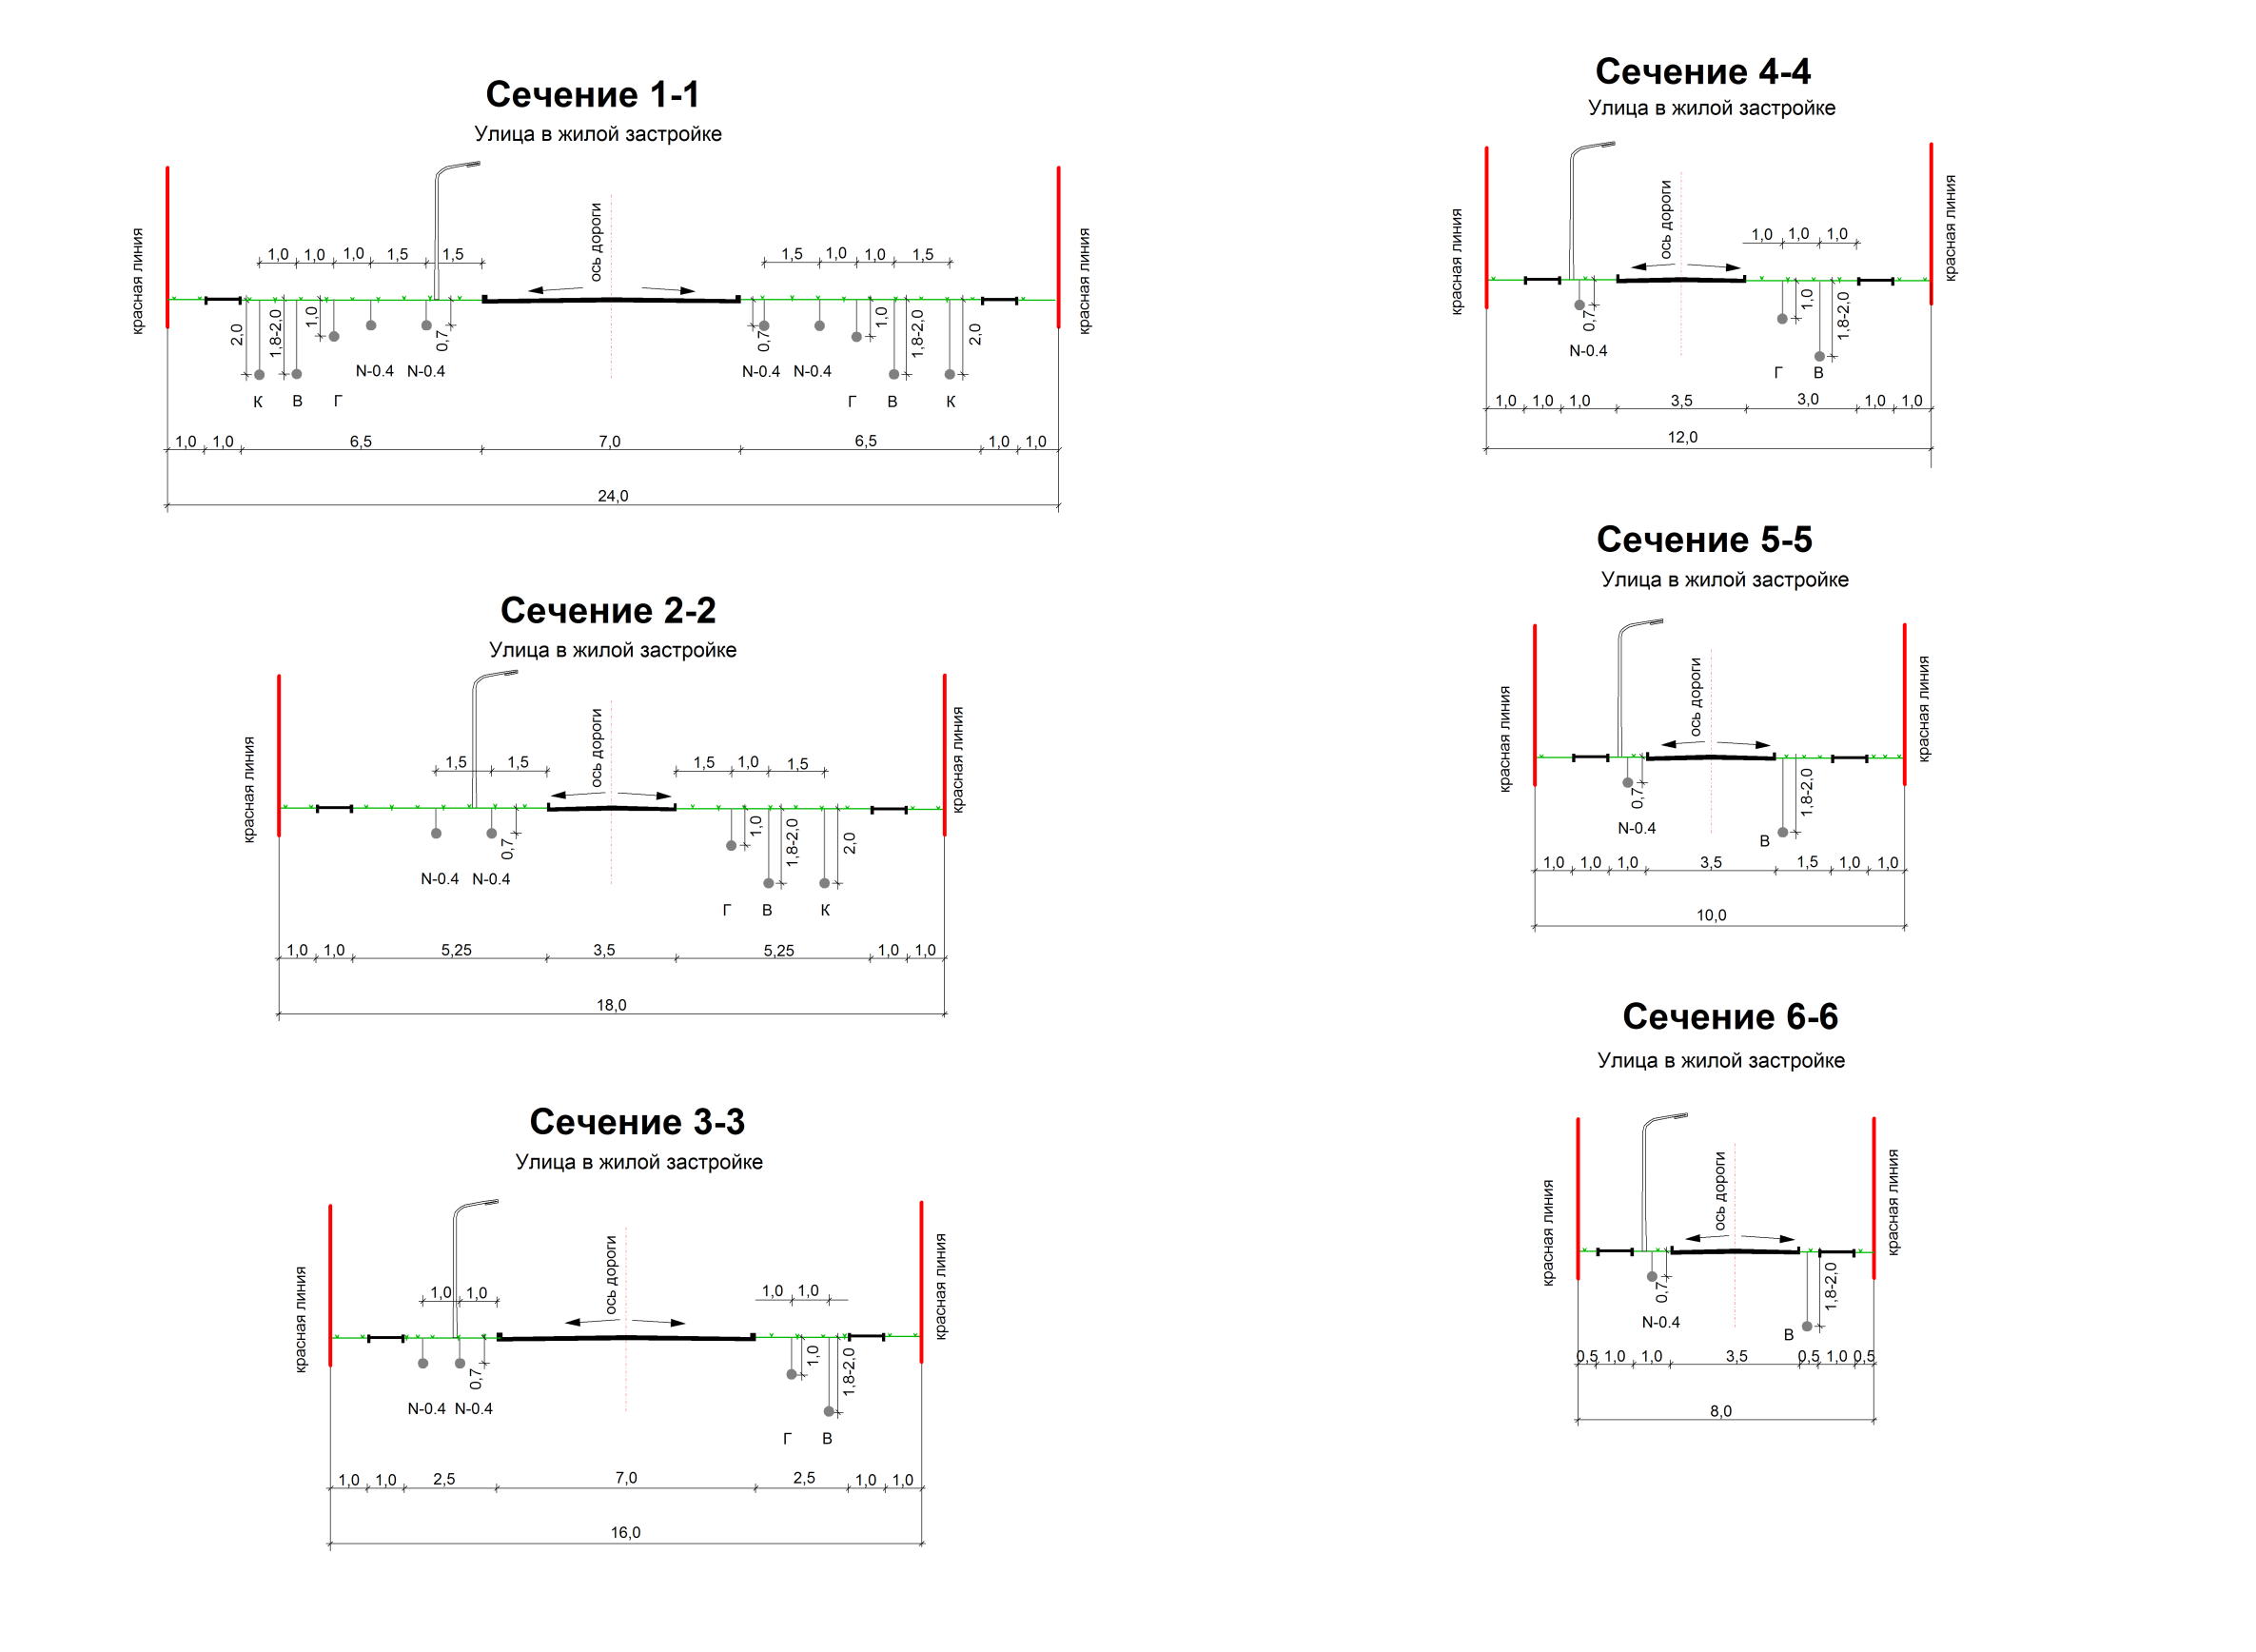 Сечение 1-1
Улица в жилой застройке
красная линия
ось дороги
красная линия
1,0 1,0 1,0 1,5 1,5
1,5 1,0 1,0 1,5
2,0 1,8-2,0 1,0 0,7
0,7 1,0 1,8-2,0 2,0
N-0.4 N-0.4
N-0.4 N-0.4
К В Г
Г В К
1,0 1,0 6,5 7,0 6,5 1,0 1,0
24,0
Сечение 2-2
Улица в жилой застройке
красная линия
ось дороги
красная линия
1,5 1,5
1,5 1,0 1,5
0,7
1,0 1,8-2,0 2,0
N-0.4 N-0.4
Г В К
1,0 1,0 5,25 3,5 5,25 1,0 1,0
18,0
Сечение 3-3
Улица в жилой застройке
красная линия
ось дороги
красная линия
1,0 1,0
1,0 1,0
0,7
1,0 1,8-2,0
N-0.4 N-0.4
Г В
1,0 1,0 2,5 7,0 2,5 1,0 1,0
16,0
Сечение 4-4
Улица в жилой застройке
красная линия
ось дороги
красная линия
1,0 1,0 1,0
0,7
1,0 1,8-2,0
N-0.4
Г В
1,0 1,0 1,0 3,5 3,0 1,0 1,0
12,0
Сечение 5-5
Улица в жилой застройке
красная линия
ось дороги
красная линия
0,7
1,8-2,0
N-0.4
В
1,0 1,0 1,0 3,5 1,5 1,0 1,0
10,0
Сечение 6-6
Улица в жилой застройке
красная линия
ось дороги
красная линия
0,7
1,8-2,0
N-0.4
В
0,5 1,0 1,0 3,5 0,5 1,0 0,5
8,0